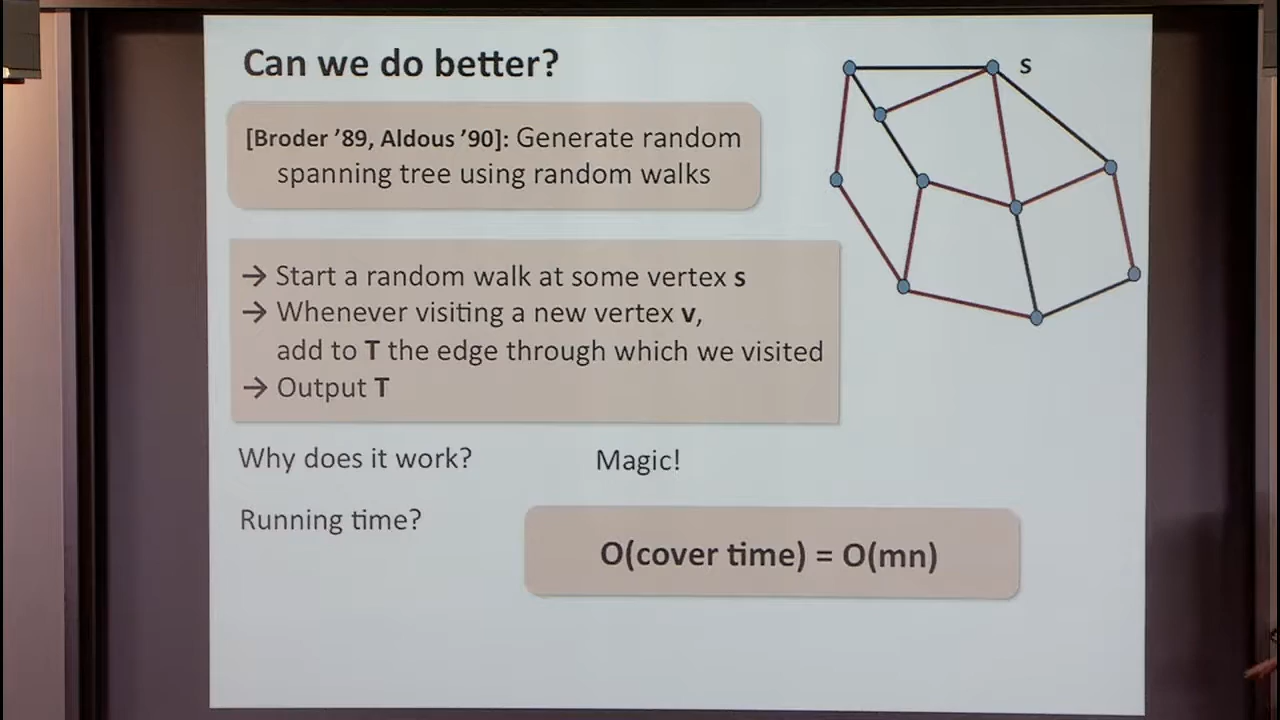 Can we do better?
s
[Broder ’89, Aldous ’90]: Generate random
spanning tree using random walks
→ Start a random walk at some vertex s
→ Whenever visiting a new vertex v,
add to T the edge through which we visited
→ Output T
Why does it work? Magic!
Running time?
O(cover time) = O(mn)